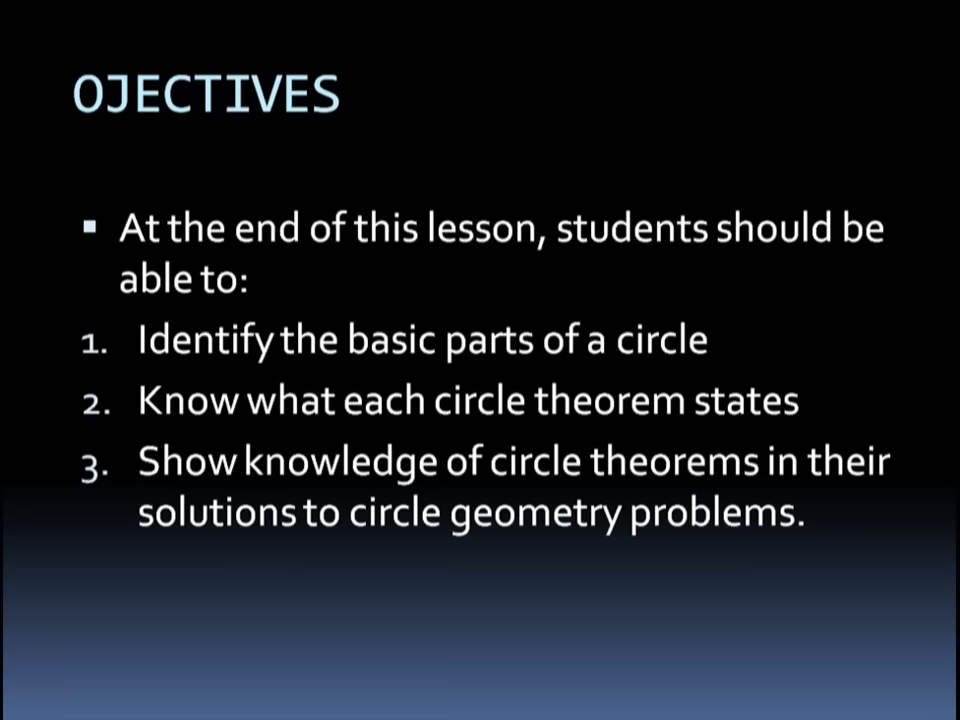 OJECTIVES
▪ At the end of this lesson, students should be
able to:
1. Identify the basic parts of a circle
2. Know what each circle theorem states
3. Show knowledge of circle theorems in their
solutions to circle geometry problems.